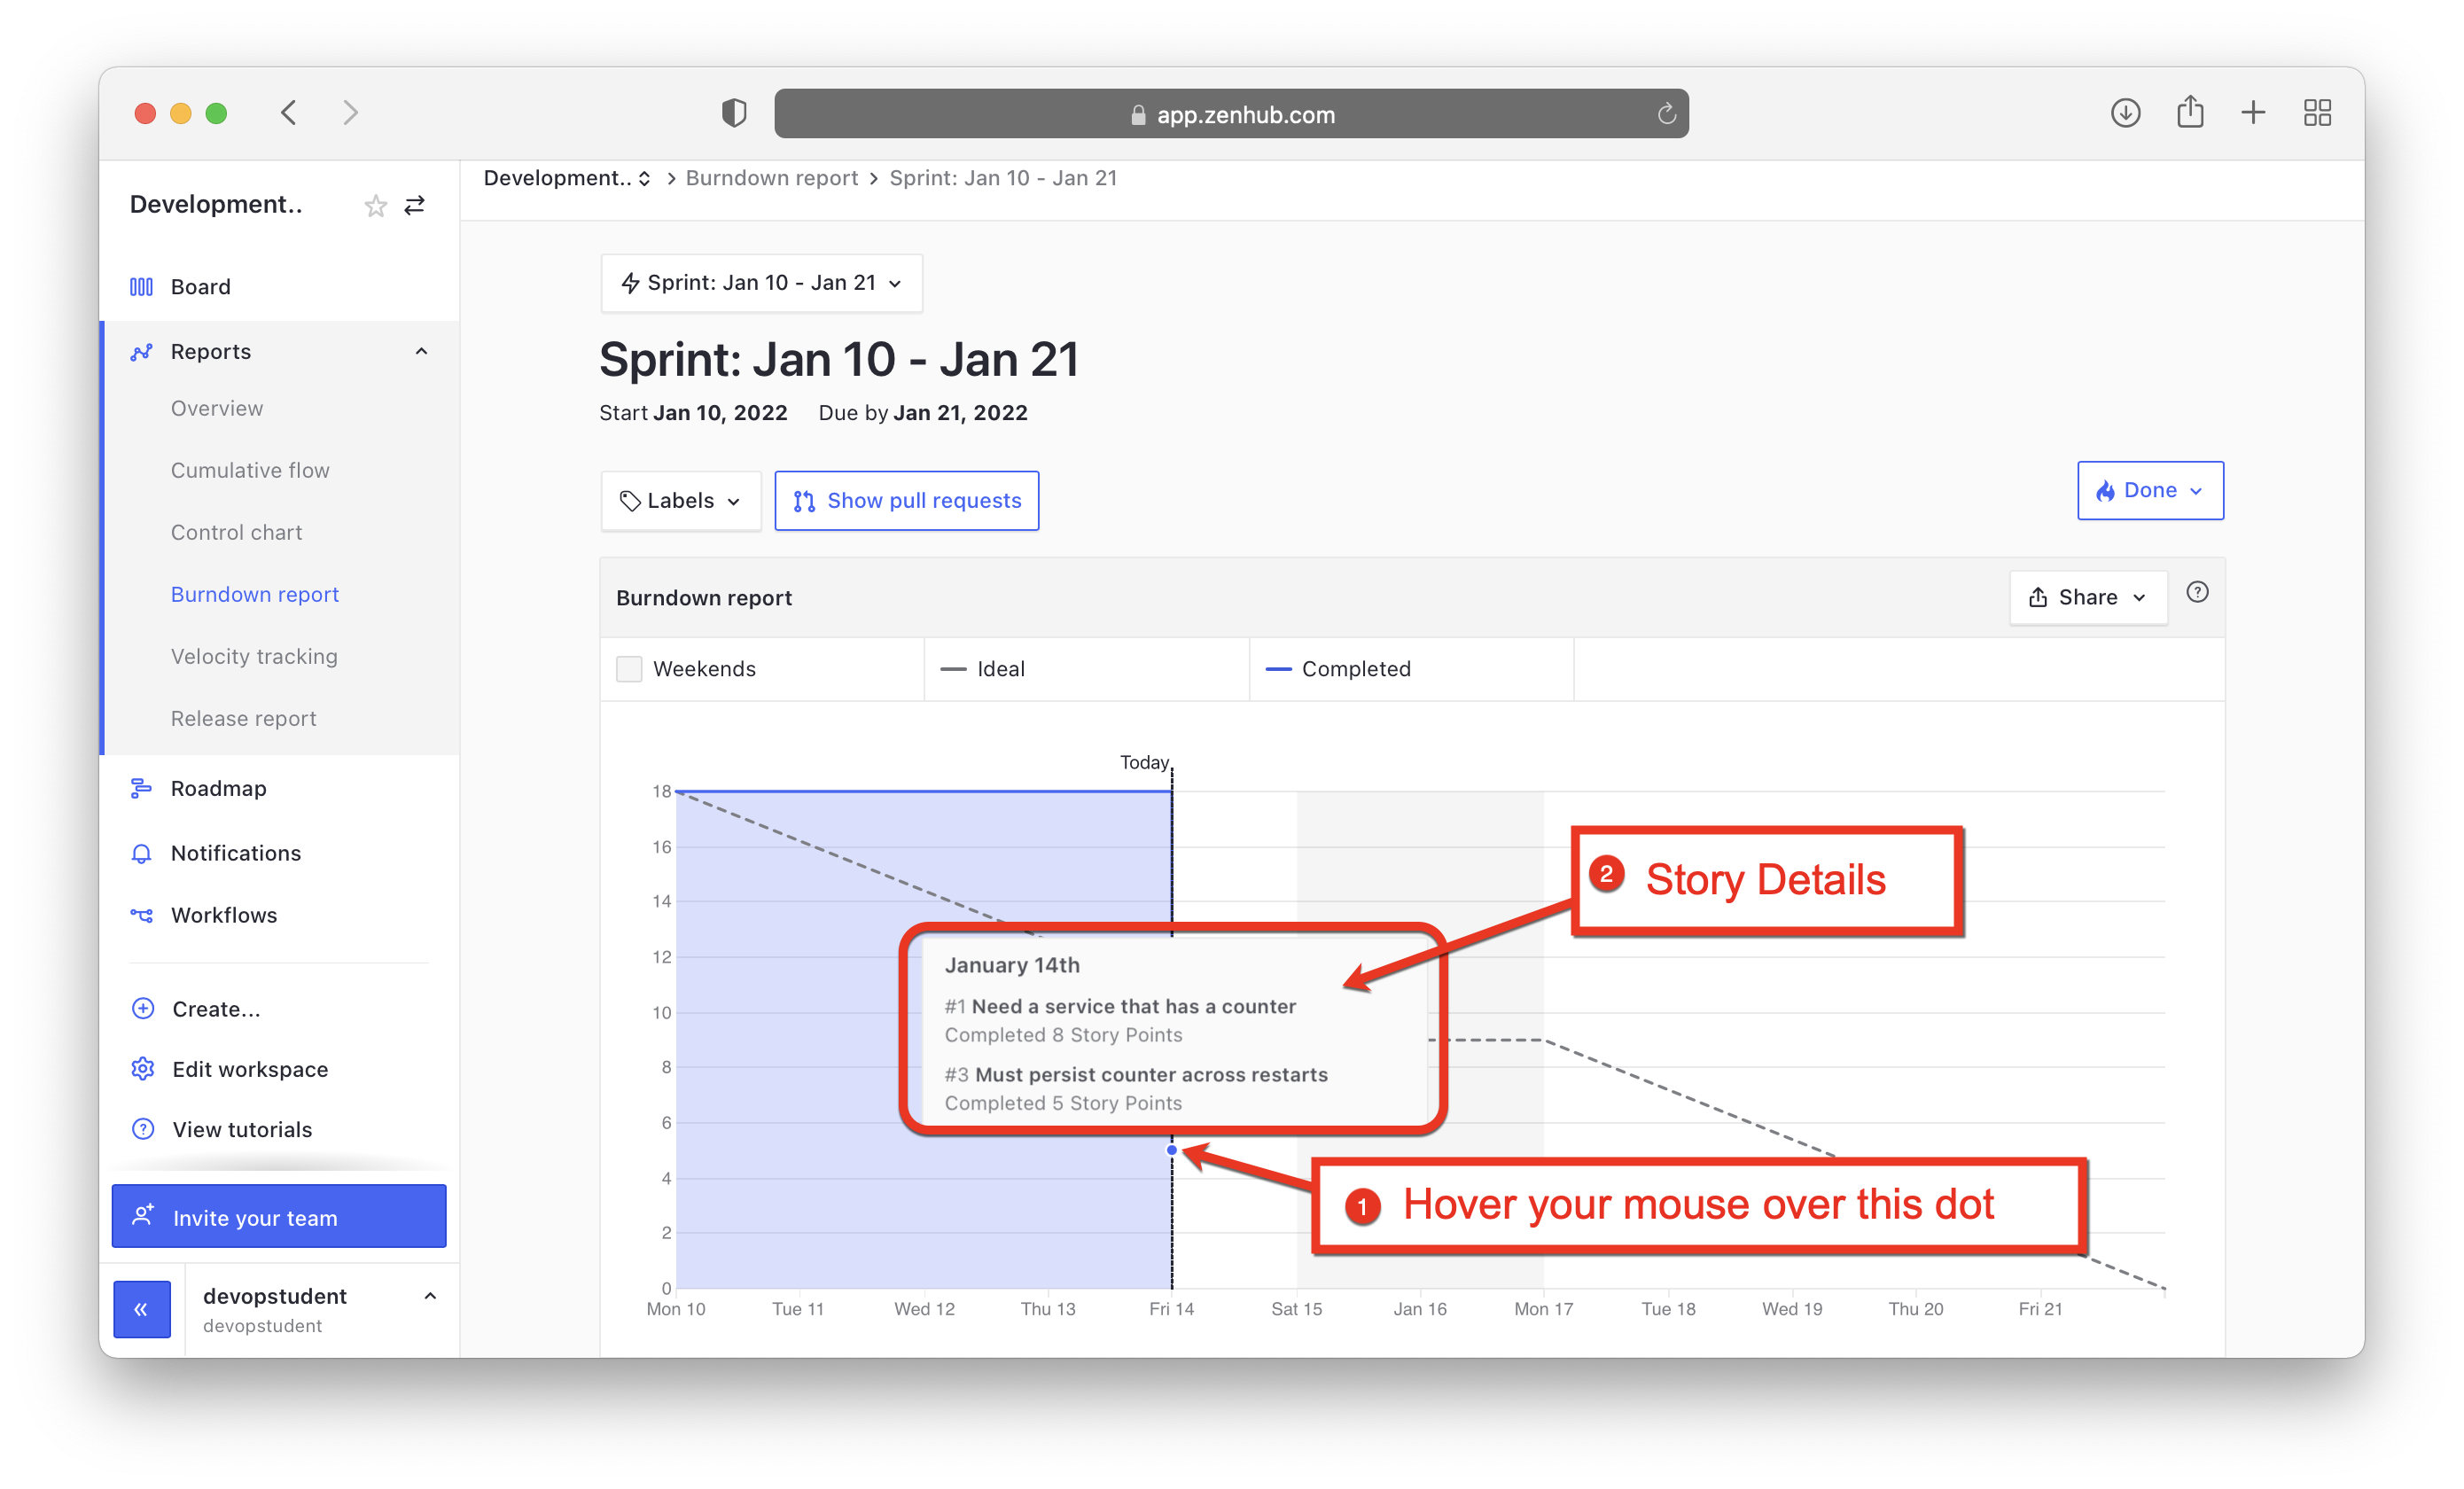 app.zenhub.com
Development..
Development.. > Burndown report > Sprint: Jan 10 - Jan 21
Board
Reports
Overview
Cumulative flow
Control chart
Burndown report
Velocity tracking
Release report
Roadmap
Notifications
Workflows
Create...
Edit workspace
View tutorials
Invite your team
«
devopstudent
devopstudent
Sprint: Jan 10 - Jan 21
Sprint: Jan 10 - Jan 21
Start Jan 10, 2022 Due by Jan 21, 2022
Labels
Show pull requests
Done
Burndown report
Share
?
Weekends
Ideal
Completed
Today
18
16
14
12
10
8
6
4
2
0
2 Story Details
January 14th
#1 Need a service that has a counter
Completed 8 Story Points
#3 Must persist counter across restarts
Completed 5 Story Points
1 Hover your mouse over this dot
Mon 10 Tue 11 Wed 12 Thu 13 Fri 14 Sat 15 Jan 16 Mon 17 Tue 18 Wed 19 Thu 20 Fri 21